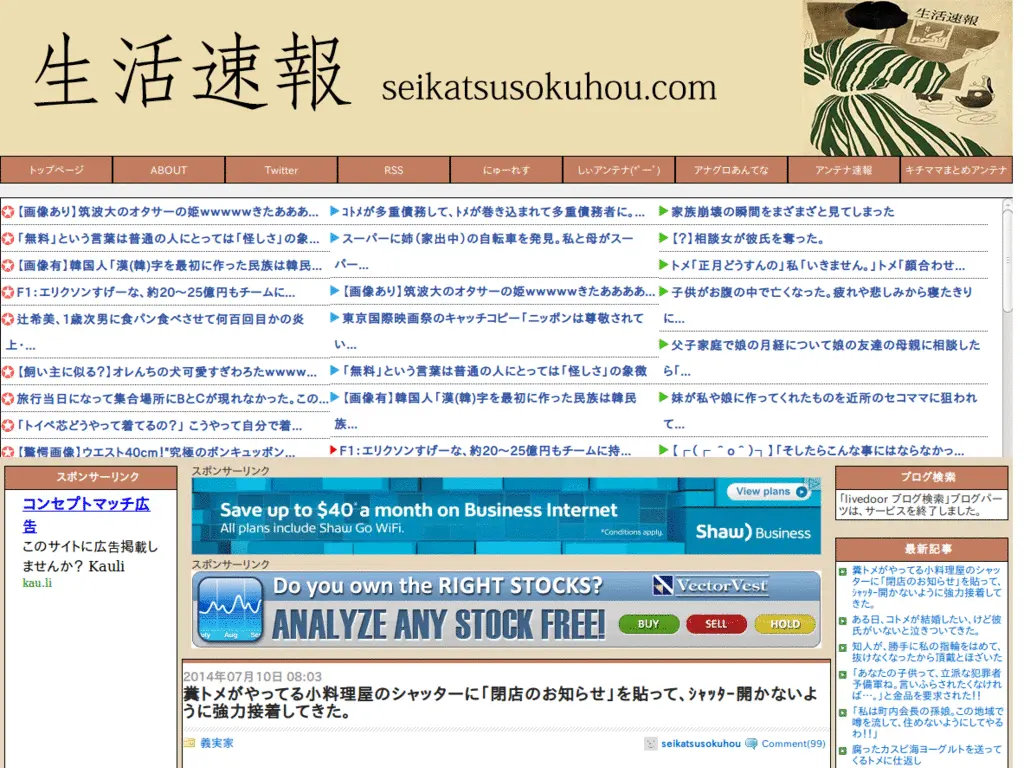 生活速報 seikatsusokuhou.com
生活速報
トップページ ABOUT Twitter RSS にゅーれす しぃアンテナ(*ﾟーﾟ) アナグロあんてな アンテナ速報 キチママまとめアンテナ
【画像あり】筑波大のオタサーの姫wwwwwきたあああ...
「無料」という言葉は普通の人にとっては「怪しさ」の象...
【画像有】韓国人「漢(韓)字を最初に作った民族は韓民...
F1：エリクソンすげーな、約20～25億円もチームに...
辻希美、1歳次男に食パン食べさせて何百回目かの炎
上・...
【飼い主に似る?】オレんちの犬可愛すぎわろたwwww...
旅行当日になって集合場所にBとCが現れなかった。この...
「トイペ芯どうやって着てるの？」 こうやって自分で着...
【驚愕画像】ウエスト40cm！"究極のボンキュッボン...
ｺﾄﾒが多重債務して、ﾄﾒが巻き込まれて多重債務者に。...
スーパーに姉（家出中）の自転車を発見。私と母がスー
パー...
【画像あり】筑波大のオタサーの姫wwwwwきたああああ...
東京国際映画祭のキャッチコピー「ニッポンは尊敬されて
い...
「無料」という言葉は普通の人にとっては「怪しさ」の象徴
【画像有】韓国人「漢(韓)字を最初に作った民族は韓民
族...
F1：エリクソンすげーな、約20～25億円もチームに持...
家族崩壊の瞬間をまざまざと見てしまった
【？】相談女が彼氏を奪った。
トメ「正月どうすんの」私「いきません。」トメ「顔合わせ...
子供がお腹の中で亡くなった。疲れや悲しみから寝たきり
に...
父子家庭で娘の月経について娘の友達の母親に相談した
ら「...
妹が私や娘に作ってくれたものを近所のセコママに狙われ
て...
【┌(┌ ＾o＾)┐】「そしたらこんな事にはならなかっ...
スポンサーリンク
コンセプトマッチ広
告
このサイトに広告掲載し
ませんか？ Kauli
kau.li
スポンサーリンク
Save up to $40* a month on Business Internet
All plans include Shaw Go WiFi.
*Conditions apply.
View plans
Shaw) Business
スポンサーリンク
Do you own the RIGHT STOCKS?
VectorVest
ANALYZE ANY STOCK FREE!
BUY SELL HOLD
July Aug Se
2014年07月10日 08:03
糞トメがやってる小料理屋のシャッターに「閉店のお知らせ」を貼って、ｼｬｯﾀｰ開かないよ
うに強力接着してきた。
義実家
seikatsusokuhou Comment(99)
ブログ検索
「livedoor ブログ検索」ブログパー
ツは、サービスを終了しました。
最新記事
糞トメがやってる小料理屋のシャッ
ターに「閉店のお知らせ」を貼って、
ｼｬｯﾀｰ開かないように強力接着して
きた。
ある日、コトメが結婚したい、けど彼
氏がいないと泣きついてきた。
知人が、勝手に私の指輪をはめて、
抜けなくなったから頂戴とほざいた
「あなたの子供って、立派な犯罪者
予備軍ね。言いふらされたくなけれ
ば…。」と金品を要求された！！
「私は町内会長の孫娘。この地域で
噂を流して、住めないようにしてやる
わ！！」
腐ったカスピ海ヨーグルトを送って
くるトメに仕返し